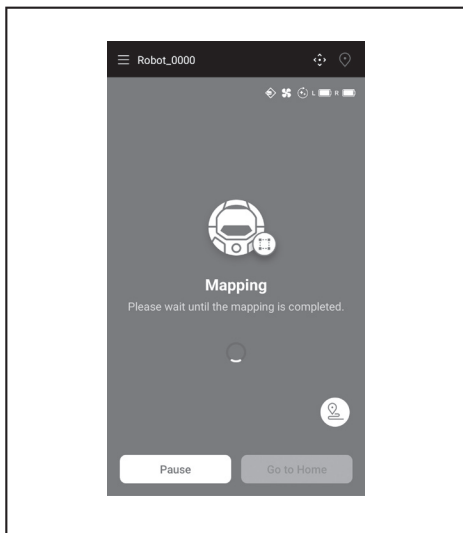 Robot_0000
L R
Mapping
Please wait until the mapping is completed.
Pause Go to Home